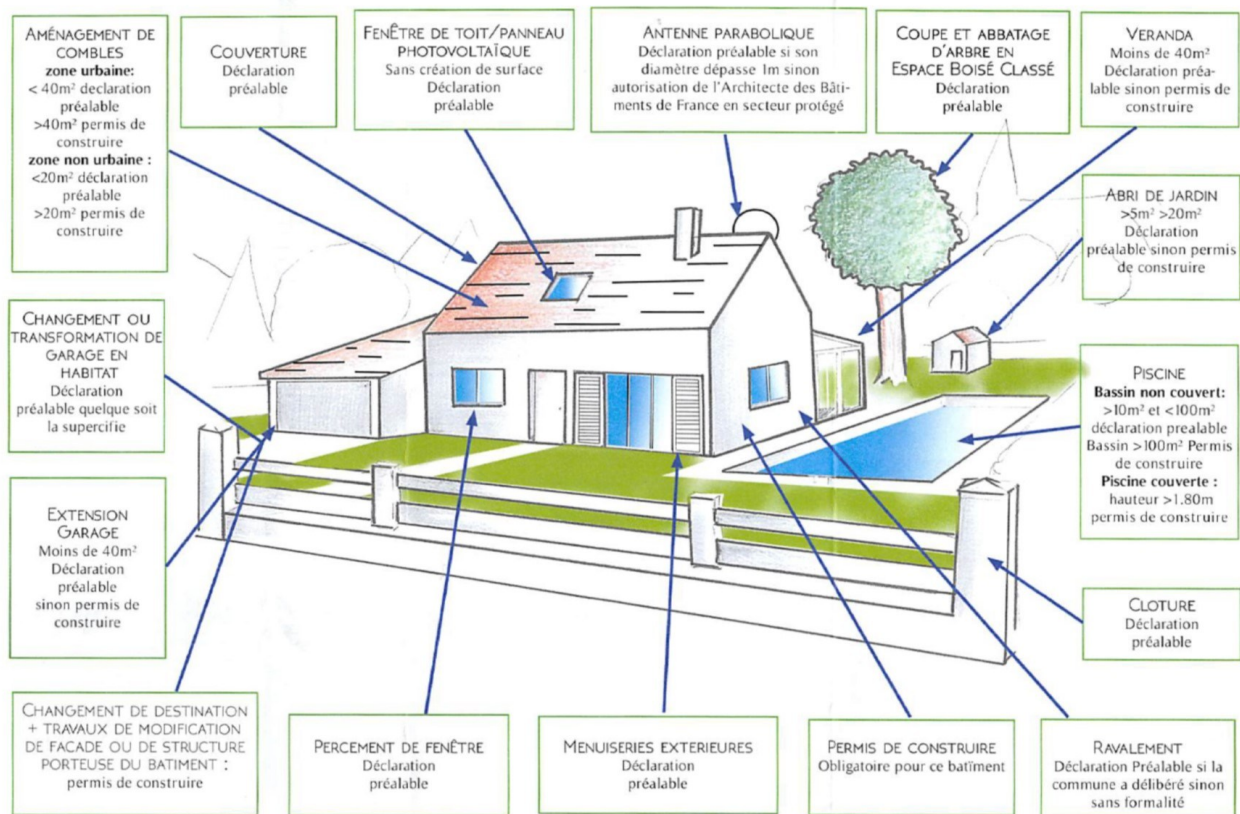 AMÉNAGEMENT DE
COMBLES
zone urbaine:
< 40m² declaration
préalable
>40m² permis de
construire
zone non urbaine :
<20m² déclaration
préalable
>20m² permis de
construire
COUVERTURE
Déclaration
préalable
FENÊTRE DE TOIT/PANNEAU
PHOTOVOLTAÏQUE
Sans création de surface
Déclaration
préalable
ANTENNE PARABOLIQUE
Déclaration préalable si son
diamètre dépasse 1m sinon
autorisation de l'Architecte des Bâti-
ments de France en secteur protégé
COUPE ET ABBATAGE
D'ARBRE EN
ESPACE BOISÉ CLASSÉ
Déclaration
préalable
VERANDA
Moins de 40m²
Déclaration préa-
lable sinon permis de
construire
ABRI DE JARDIN
>5m² >20m²
Déclaration
préalable sinon permis
de construire
CHANGEMENT OU
TRANSFORMATION DE
GARAGE EN
HABITAT
Déclaration
préalable quelque soit
la supercifie
PISCINE
Bassin non couvert:
>10m² et <100m²
déclaration prealable
Bassin >100m² Permis
de construire
Piscine couverte :
hauteur >1.80m
permis de construire
EXTENSION
GARAGE
Moins de 40m²
Déclaration
préalable
sinon permis de
construire
CLOTURE
Déclaration
préalable
CHANGEMENT DE DESTINATION
+ TRAVAUX DE MODIFICATION
DE FACADE OU DE STRUCTURE
PORTEUSE DU BATIMENT :
permis de construire
PERCEMENT DE FENÊTRE
Déclaration
préalable
MENUISERIES EXTERIEURES
Déclaration
préalable
PERMIS DE CONSTRUIRE
Obligatoire pour ce batïment
RAVALEMENT
Déclaration Préalable si la
commune a délibéré sinon
sans formalité